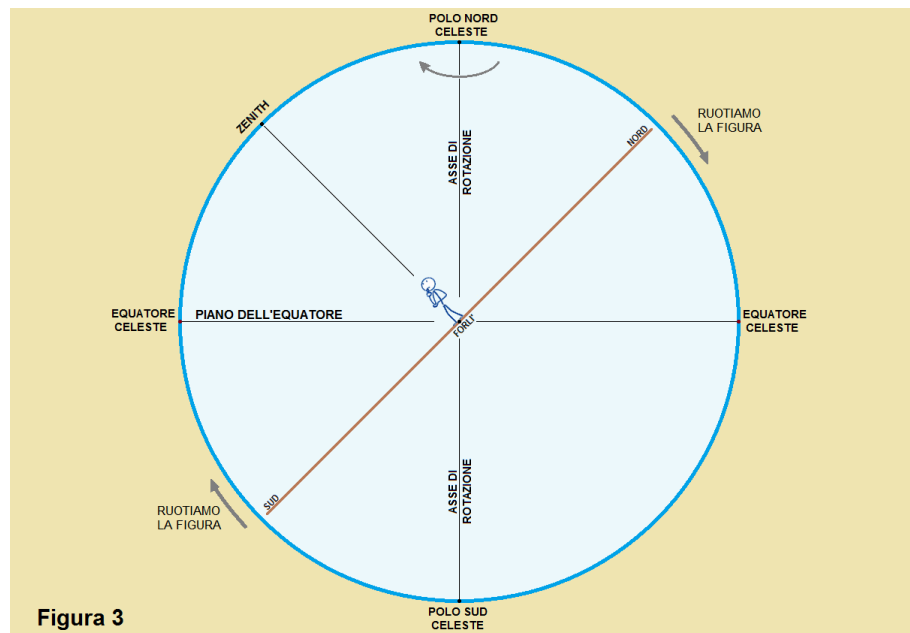 POLO NORD
CELESTE
ZENITH
RUOTIAMO
LA FIGURA
NORD
ASSE DI
ROTAZIONE
EQUATORE
CELESTE
PIANO DELL'EQUATORE
FORLI'
EQUATORE
CELESTE
ASSE DI
ROTAZIONE
SUD
RUOTIAMO
LA FIGURA
POLO SUD
CELESTE
Figura 3